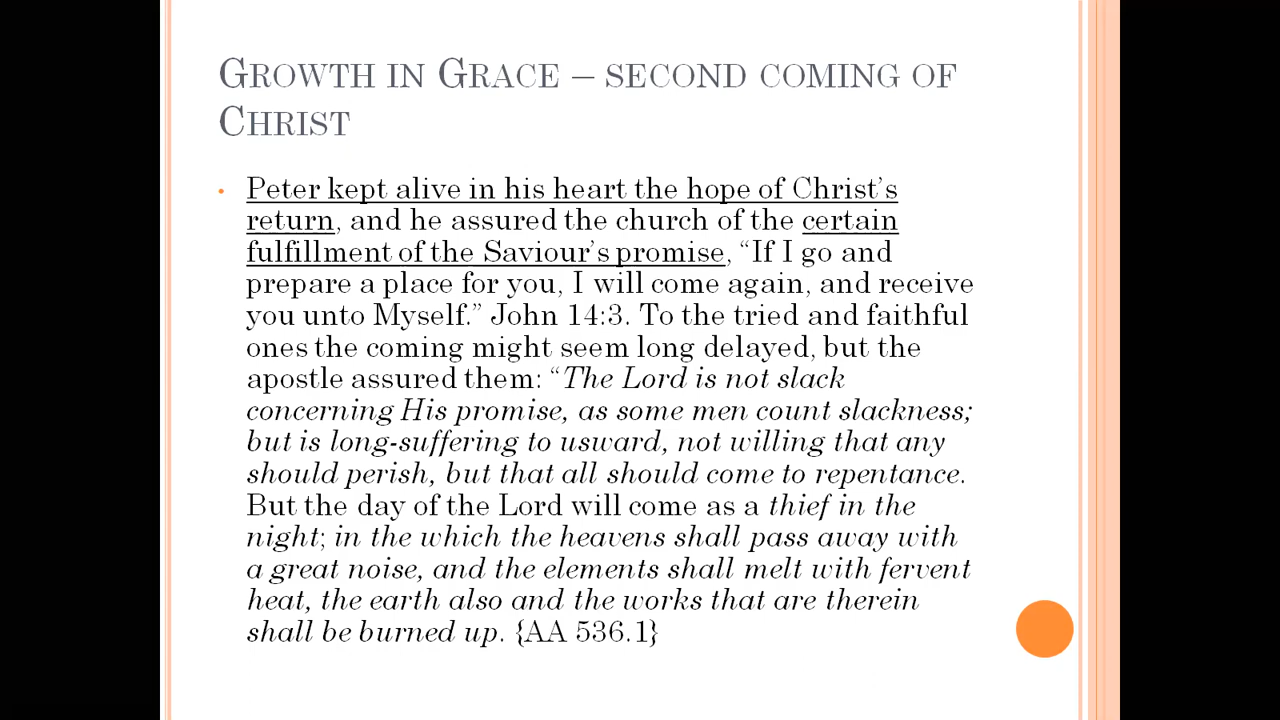 GROWTH IN GRACE – SECOND COMING OF
CHRIST
• Peter kept alive in his heart the hope of Christ’s
return, and he assured the church of the certain
fulfillment of the Saviour’s promise, “If I go and
prepare a place for you, I will come again, and receive
you unto Myself.” John 14:3. To the tried and faithful
ones the coming might seem long delayed, but the
apostle assured them: “The Lord is not slack
concerning His promise, as some men count slackness;
but is long-suffering to usward, not willing that any
should perish, but that all should come to repentance.
But the day of the Lord will come as a thief in the
night; in the which the heavens shall pass away with
a great noise, and the elements shall melt with fervent
heat, the earth also and the works that are therein
shall be burned up. {AA 536.1}